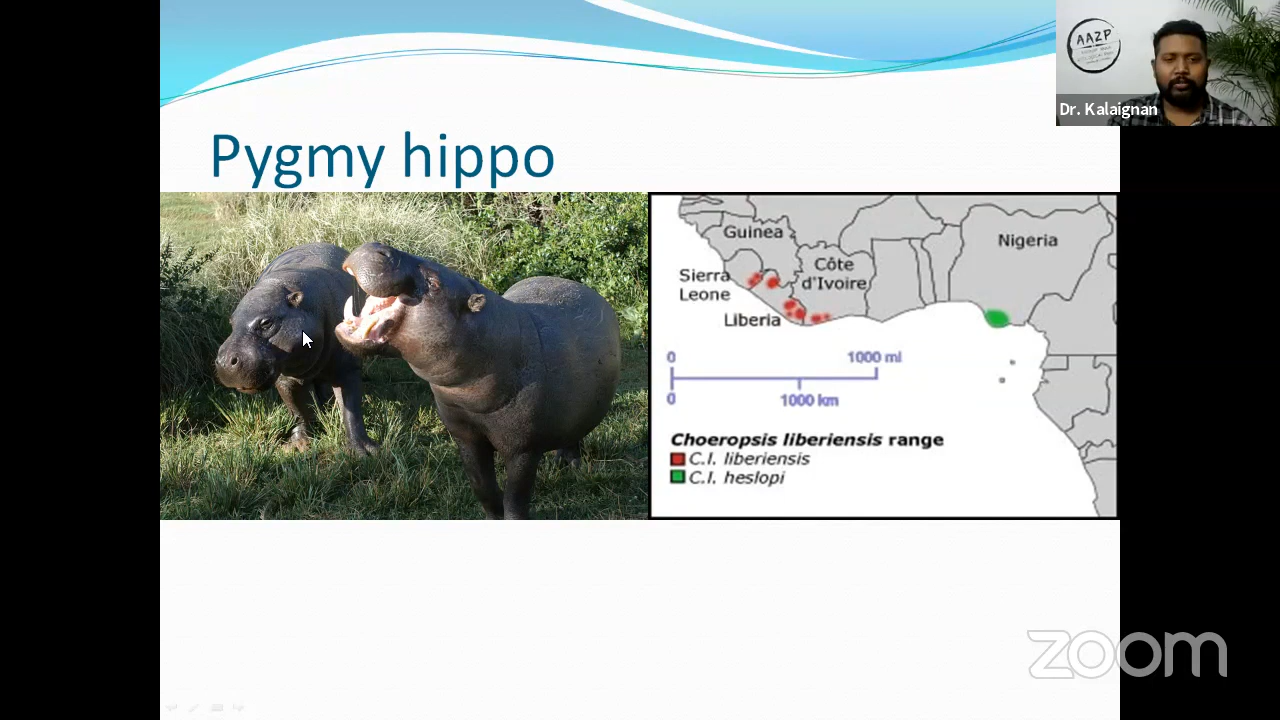 AAZP
Dr. Kalaignan
Pygmy hippo
Guinea
Nigeria
Côte
d'Ivoire
Sierra
Leone
Liberia
0
1000 mi
0
1000 km
Choeropsis liberiensis range
C.l. liberiensis
C.l. heslopi
zoom